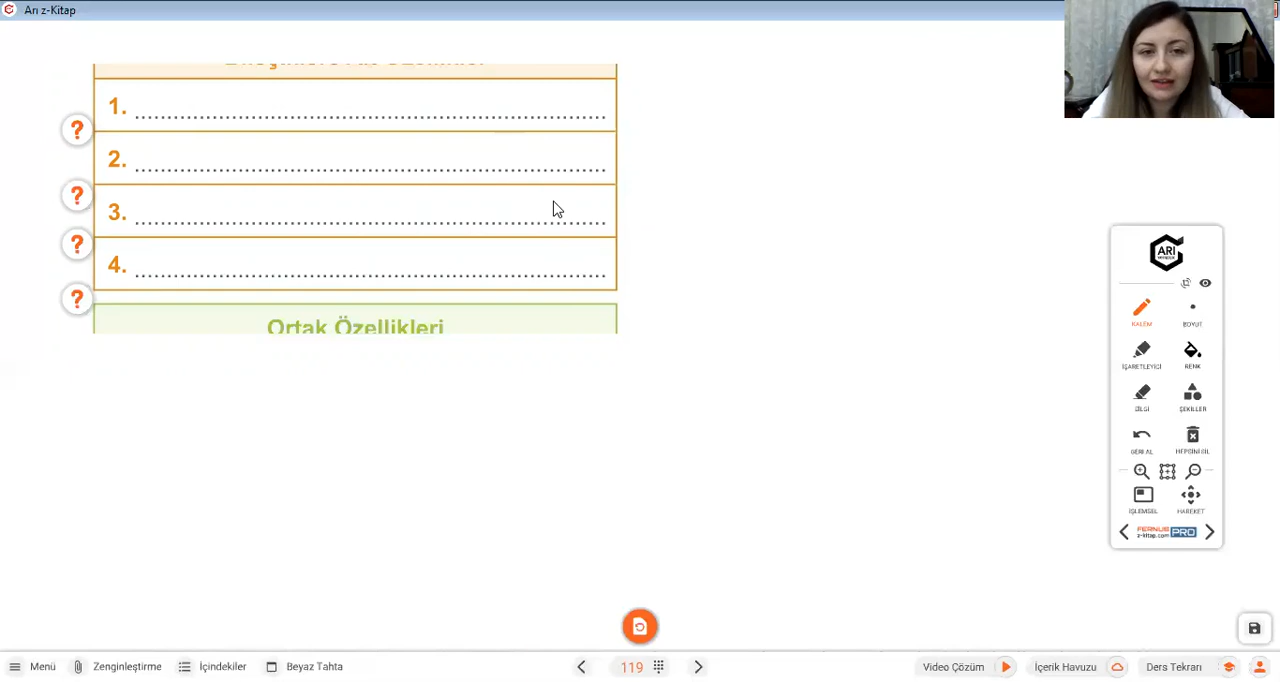 Arı z-Kitap
1. ........................................
?
2. ........................................
?
3. ........................................
?
4. ........................................
?
Ortak Özellikleri
ARI
KALEM
BOYUT
İŞARETLEYİCİ
RENK
SİLGİ
ŞEKİLLER
GERİ AL
HEPSİNİ SİL
İŞLEMSEL
HAREKET
FERNUS PRO
z-kitap.com
Menü
Zenginleştirme
İçindekiler
Beyaz Tahta
119
Video Çözüm
İçerik Havuzu
Ders Tekrarı